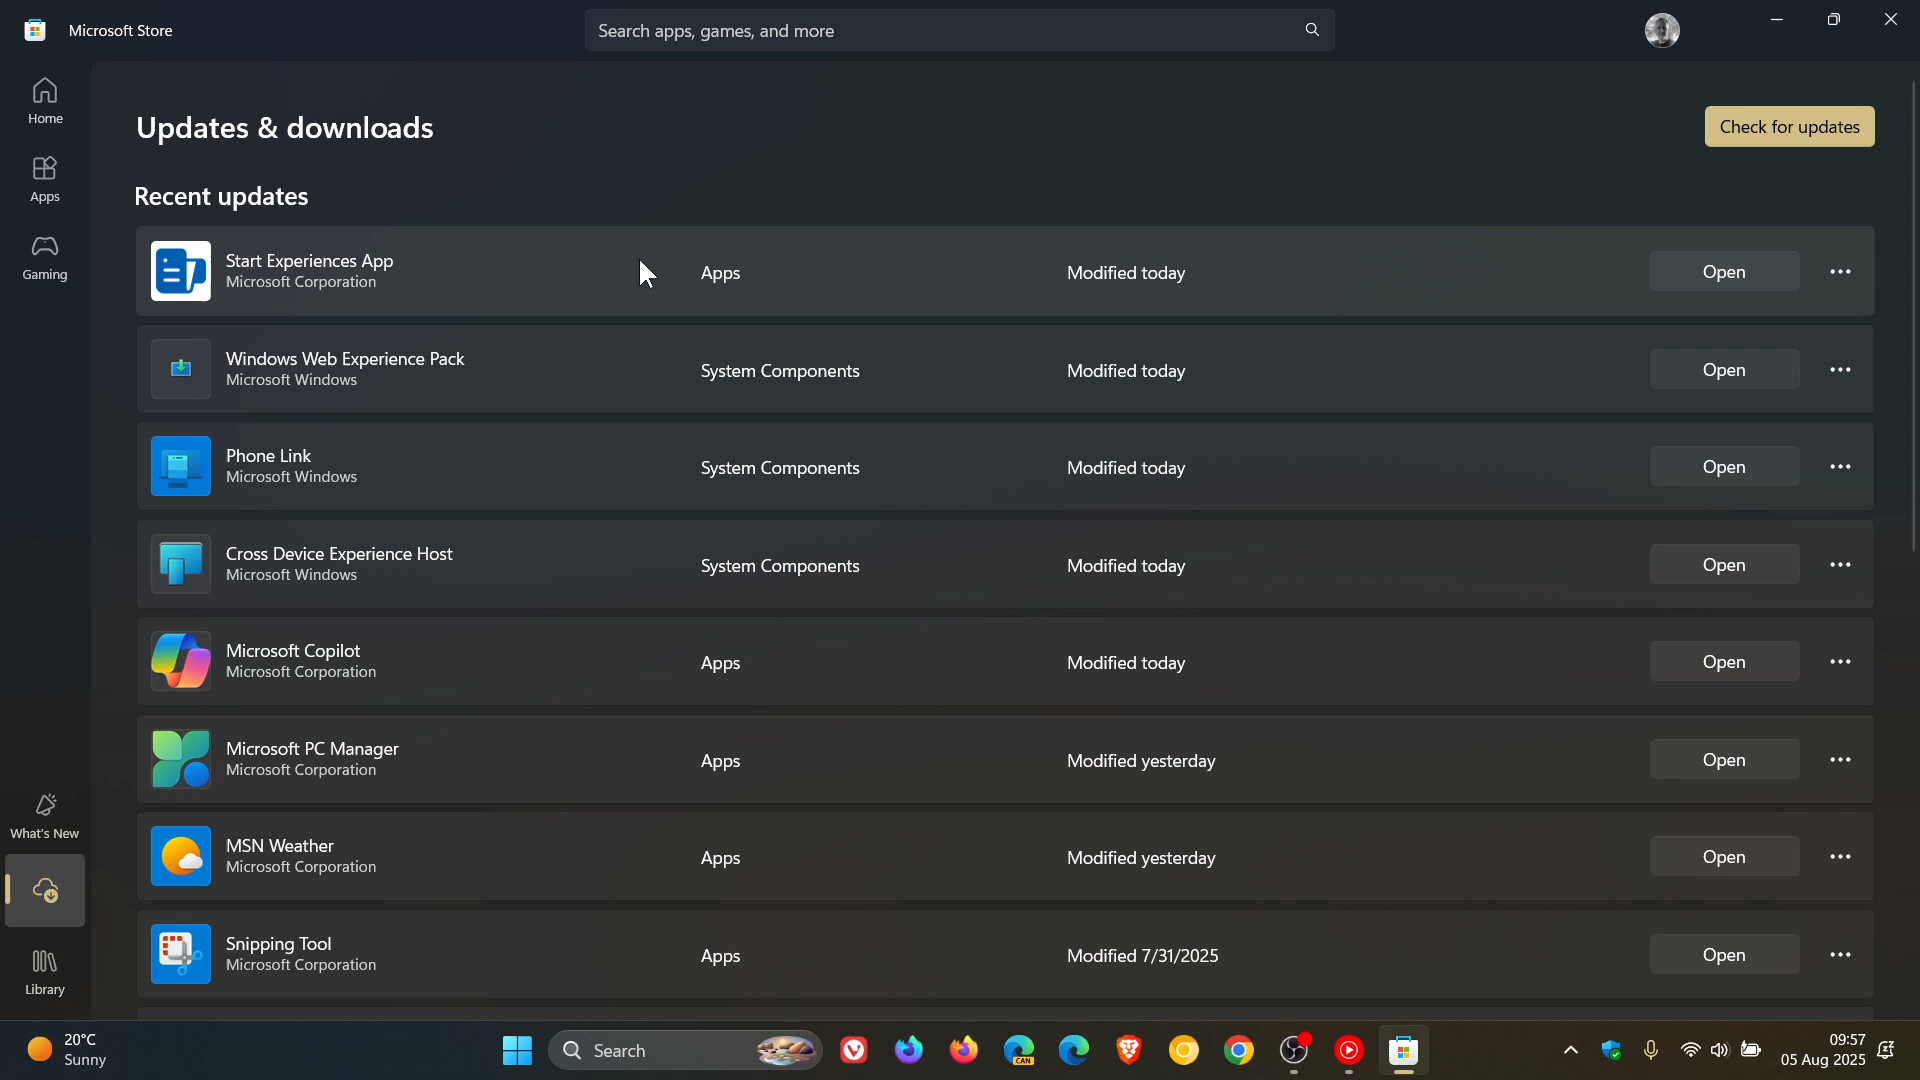 Microsoft Store
Search apps, games, and more
Home
Apps
Gaming
What's New
Library
Updates & downloads
Check for updates
Recent updates
Start Experiences App
Microsoft Corporation
Apps
Modified today
Open
Windows Web Experience Pack
Microsoft Windows
System Components
Modified today
Open
Phone Link
Microsoft Windows
System Components
Modified today
Open
Cross Device Experience Host
Microsoft Windows
System Components
Modified today
Open
Microsoft Copilot
Microsoft Corporation
Apps
Modified today
Open
Microsoft PC Manager
Microsoft Corporation
Apps
Modified yesterday
Open
MSN Weather
Microsoft Corporation
Apps
Modified yesterday
Open
Snipping Tool
Microsoft Corporation
Apps
Modified 7/31/2025
Open
20°C
Sunny
Search
CAN
09:57
05 Aug 2025